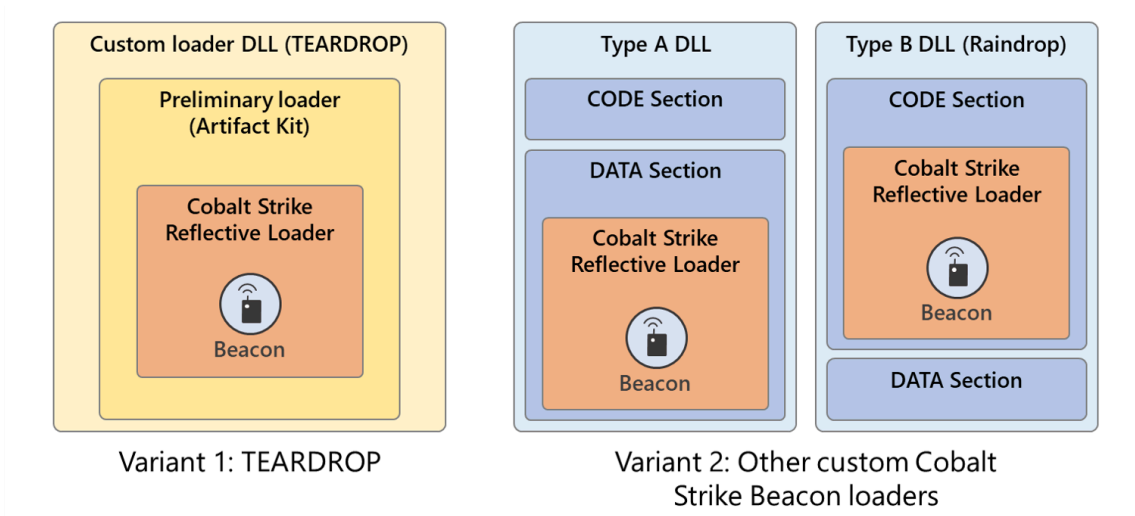 Custom loader DLL (TEARDROP)
Preliminary loader
(Artifact Kit)
Cobalt Strike
Reflective Loader
Beacon
Variant 1: TEARDROP
Type A DLL
CODE Section
DATA Section
Cobalt Strike
Reflective Loader
Beacon
Type B DLL (Raindrop)
CODE Section
Cobalt Strike
Reflective Loader
Beacon
DATA Section
Variant 2: Other custom Cobalt
Strike Beacon loaders